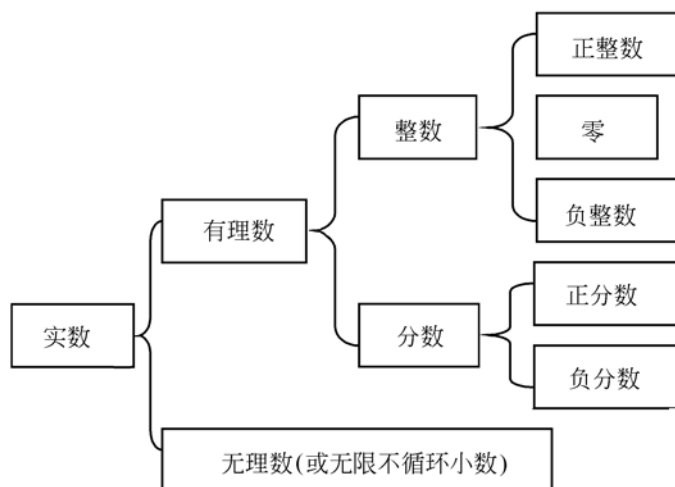 正整数
整数
零
有理数
负整数
正分数
实数
分数
负分数
无理数(或无限不循环小数)